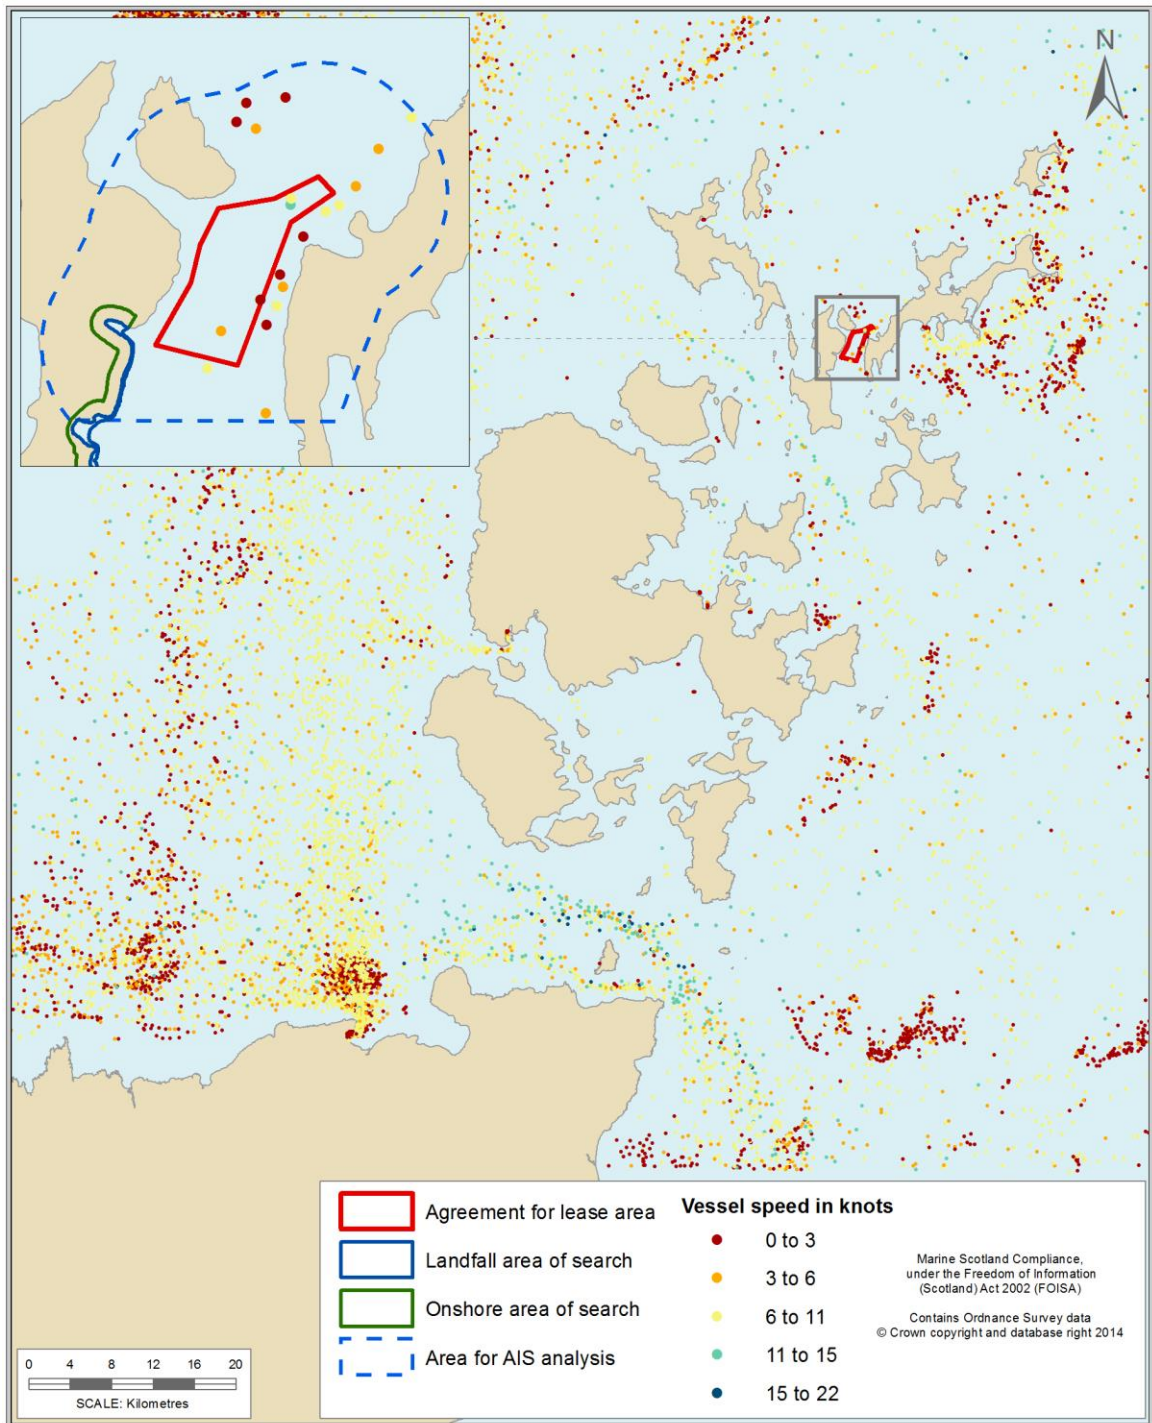 N
Agreement for lease area
Landfall area of search
Onshore area of search
Area for AIS analysis
Vessel speed in knots
0 to 3
3 to 6
6 to 11
11 to 15
15 to 22
Marine Scotland Compliance,
under the Freedom of Information
(Scotland) Act 2002 (FOISA)
Contains Ordnance Survey data
© Crown copyright and database right 2014
0 4 8 12 16 20
SCALE: Kilometres